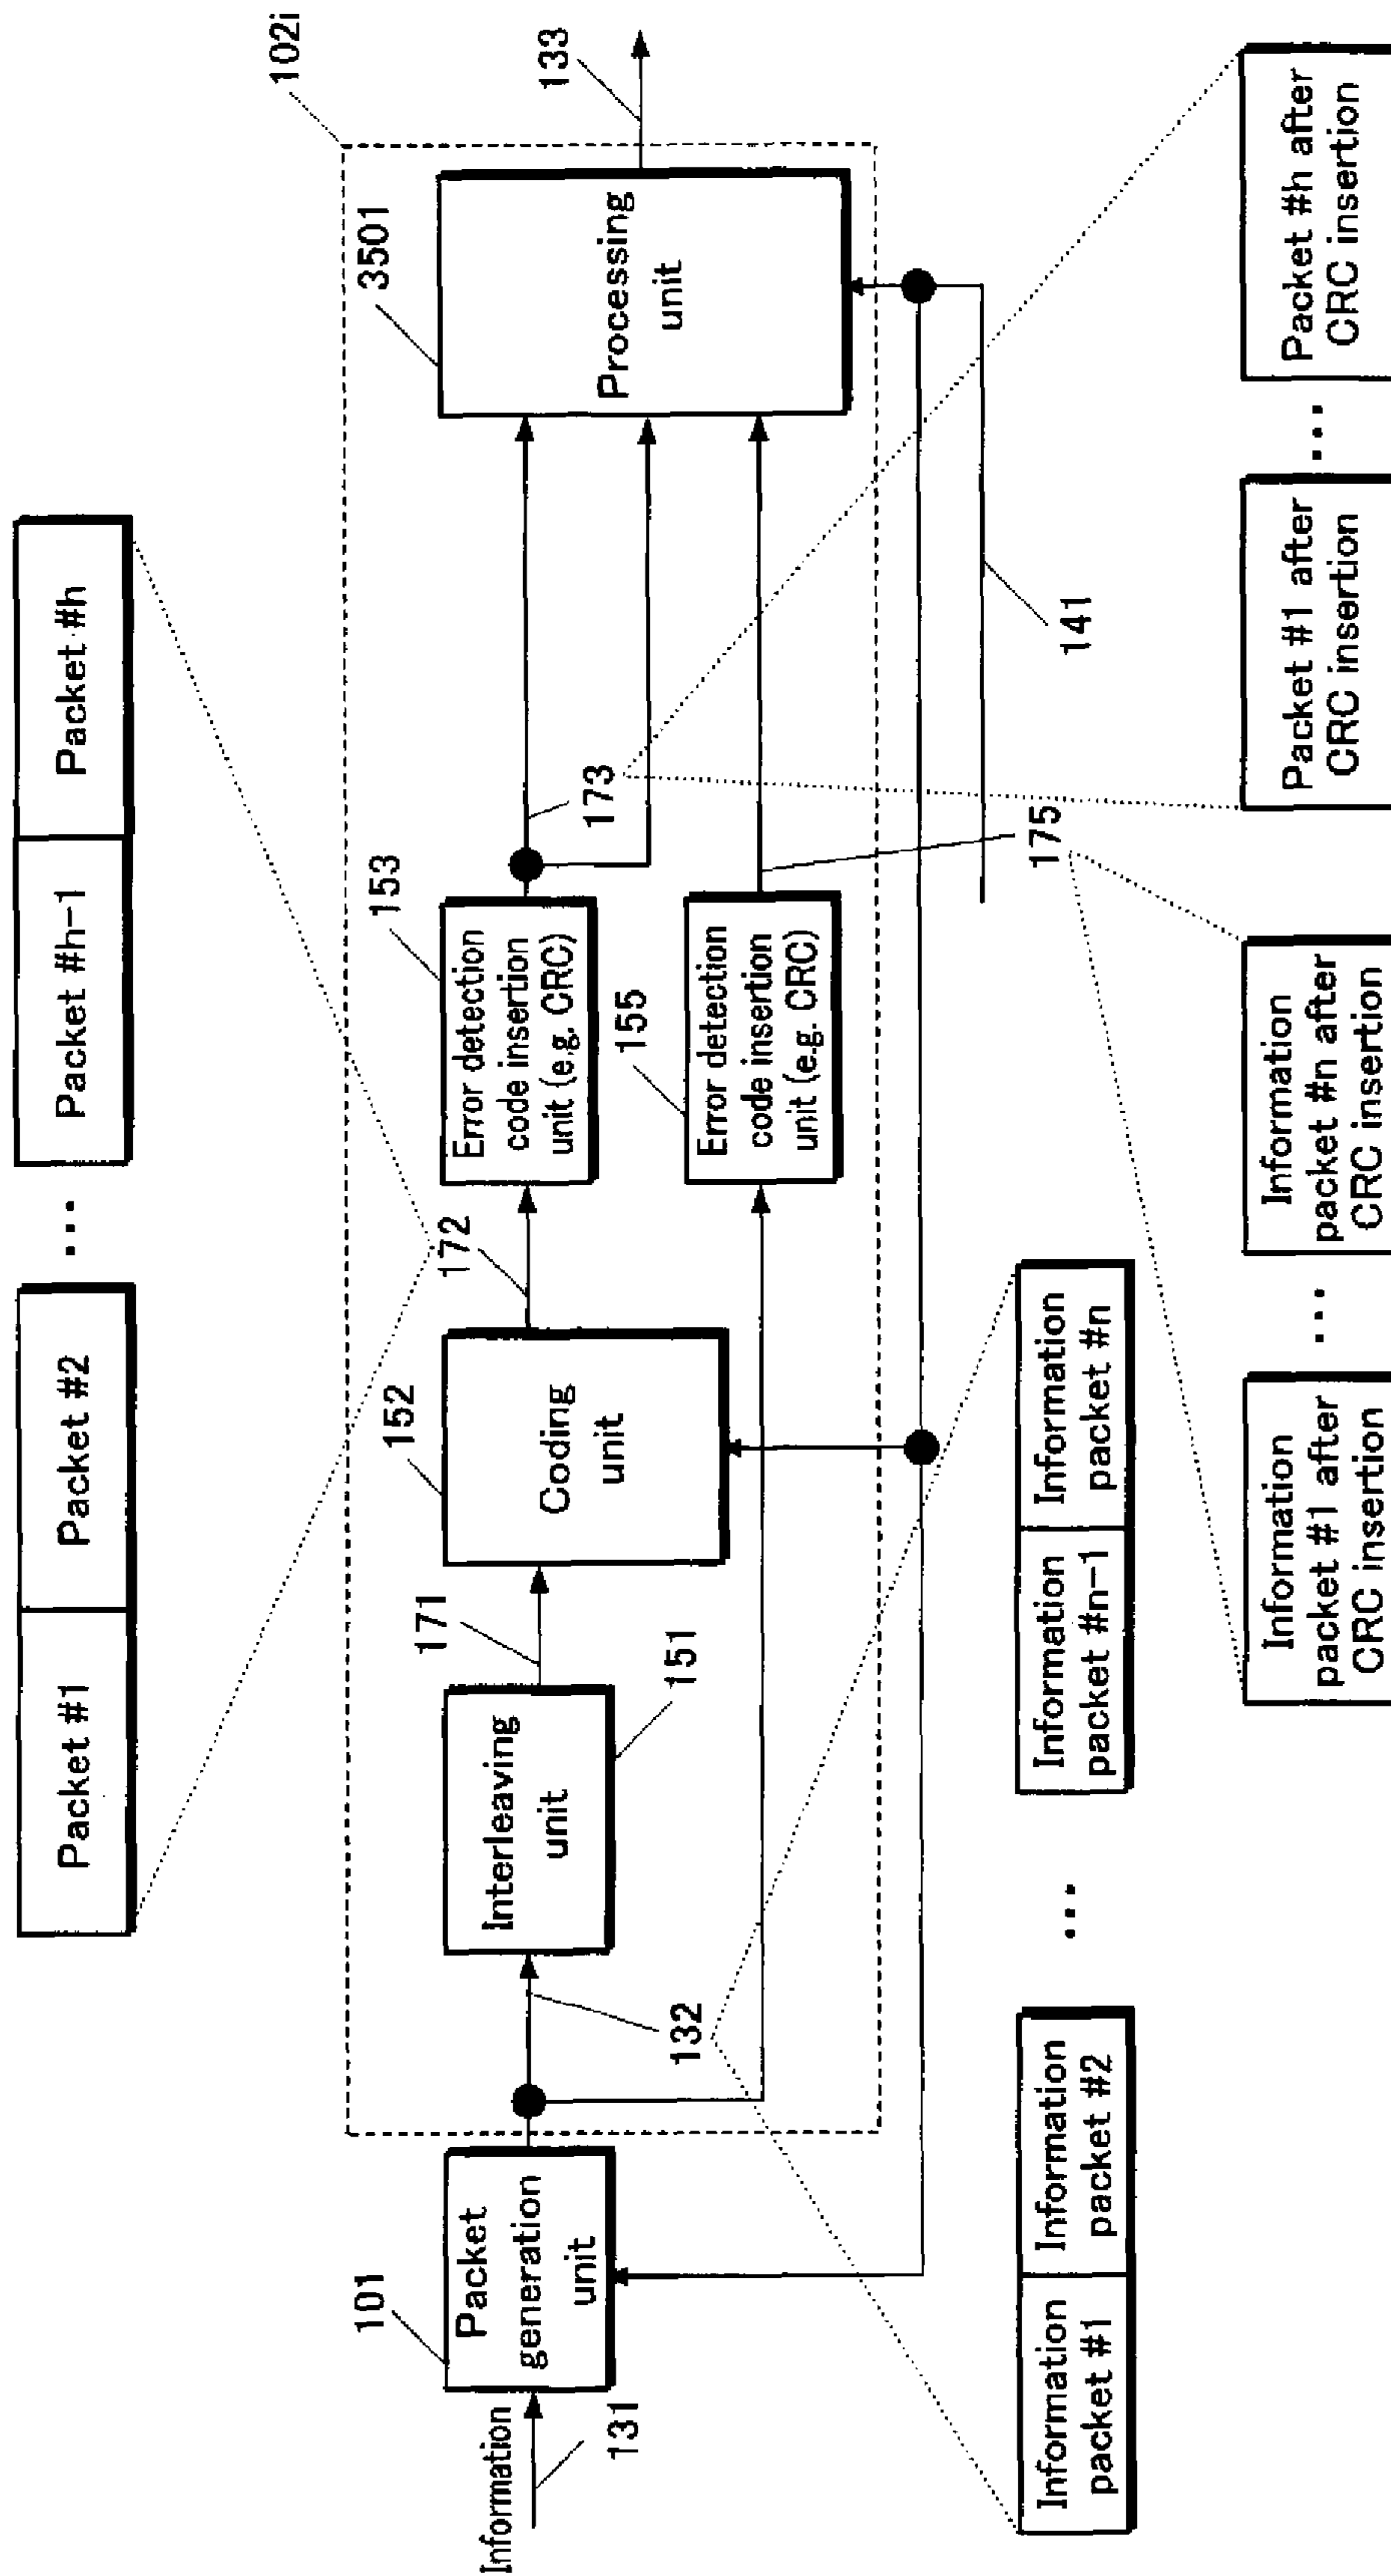 Packet #1
Packet #2
...
Packet #h-1
Packet #h
102i
Information
131
101
Packet
generation
unit
132
Interleaving
unit
151
171
152
Coding
unit
172
153
Error detection
code insertion
unit (e.g. CRC)
173
155
Error detection
code insertion
unit (e.g. CRC)
175
3501
Processing
unit
133
141
Information
packet #1
Information
packet #2
...
Information
packet #n-1
Information
packet #n
Information
packet #1 after
CRC insertion
...
Information
packet #n after
CRC insertion
Packet #1 after
CRC insertion
...
Packet #h after
CRC insertion